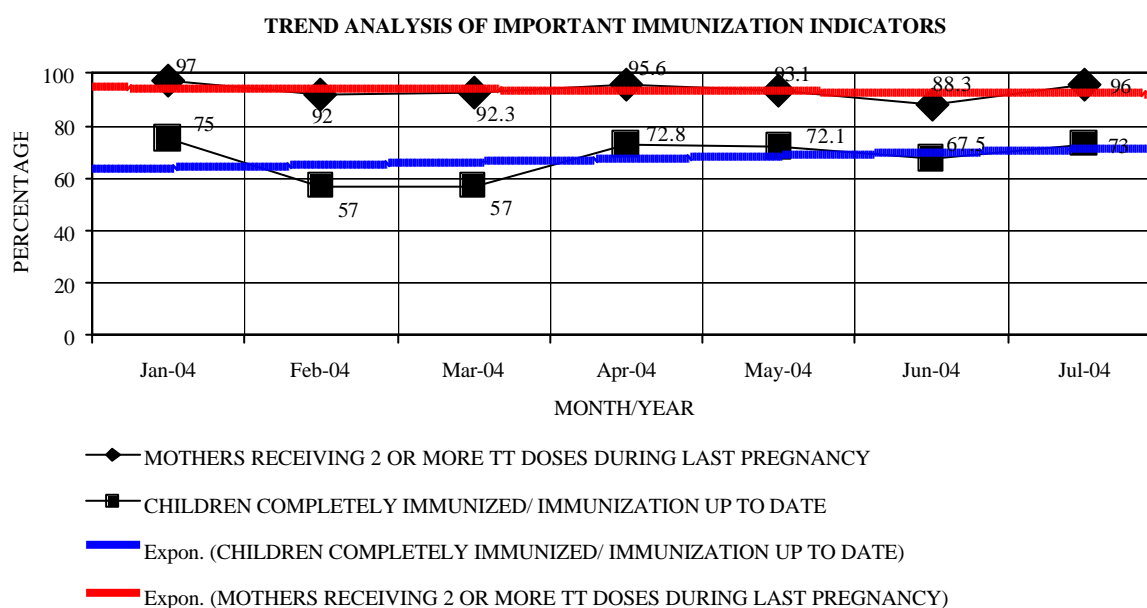 TREND ANALYSIS OF IMPORTANT IMMUNIZATION INDICATORS
PERCENTAGE
100
80
60
40
20
0
97
92
92.3
95.6
93.1
88.3
96
75
57
57
72.8
72.1
67.5
73
Jan-04 Feb-04 Mar-04 Apr-04 May-04 Jun-04 Jul-04
MONTH/YEAR
MOTHERS RECEIVING 2 OR MORE TT DOSES DURING LAST PREGNANCY
CHILDREN COMPLETELY IMMUNIZED/ IMMUNIZATION UP TO DATE
Expon. (CHILDREN COMPLETELY IMMUNIZED/ IMMUNIZATION UP TO DATE)
Expon. (MOTHERS RECEIVING 2 OR MORE TT DOSES DURING LAST PREGNANCY)